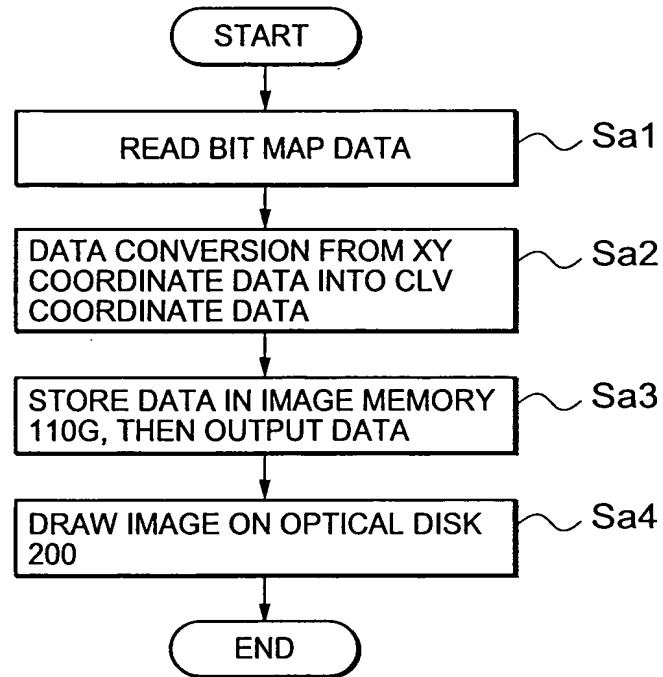 START
READ BIT MAP DATA
Sa1
DATA CONVERSION FROM XY
COORDINATE DATA INTO CLV
COORDINATE DATA
Sa2
STORE DATA IN IMAGE MEMORY
110G, THEN OUTPUT DATA
Sa3
DRAW IMAGE ON OPTICAL DISK
200
Sa4
END